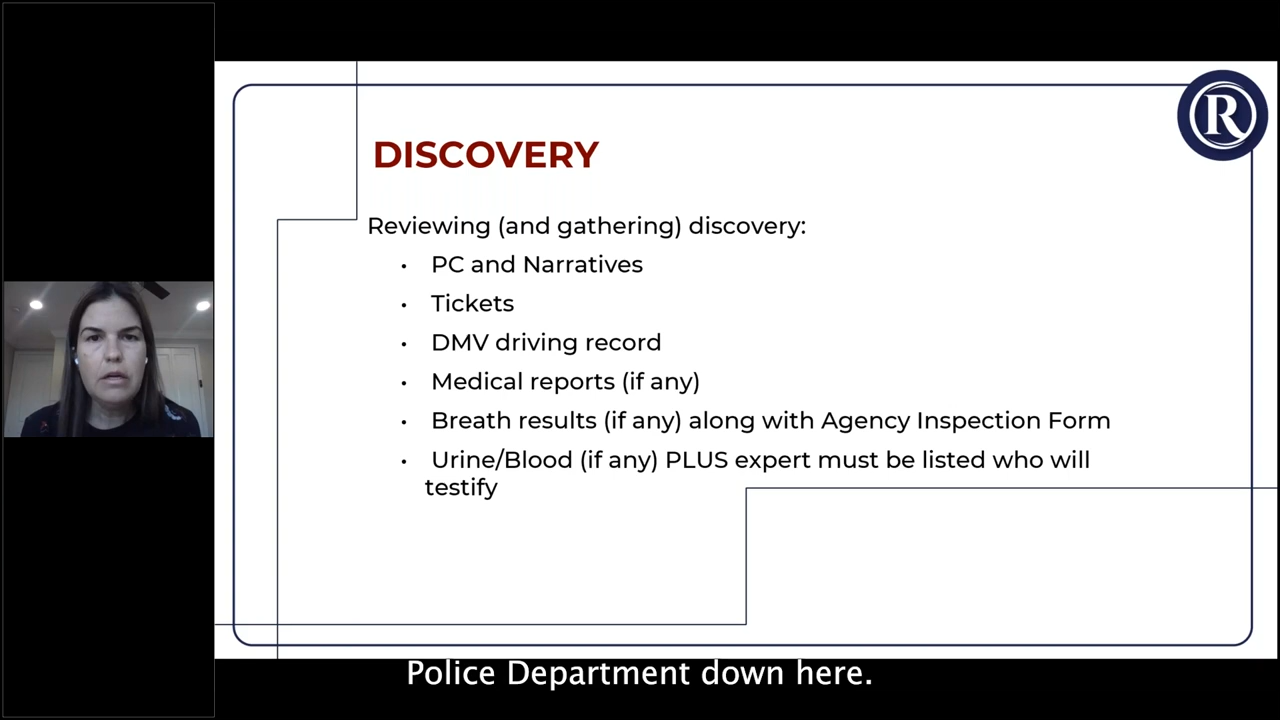 R
DISCOVERY
Reviewing (and gathering) discovery:
• PC and Narratives
• Tickets
• DMV driving record
• Medical reports (if any)
• Breath results (if any) along with Agency Inspection Form
• Urine/Blood (if any) PLUS expert must be listed who will
testify
Police Department down here.